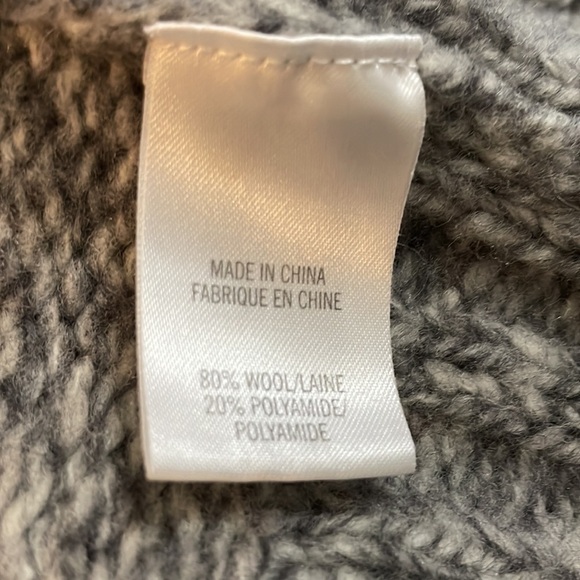 MADE IN CHINA
FABRIQUE EN CHINE
80% WOOL/LAINE
20% POLYAMIDE/
POLYAMIDE